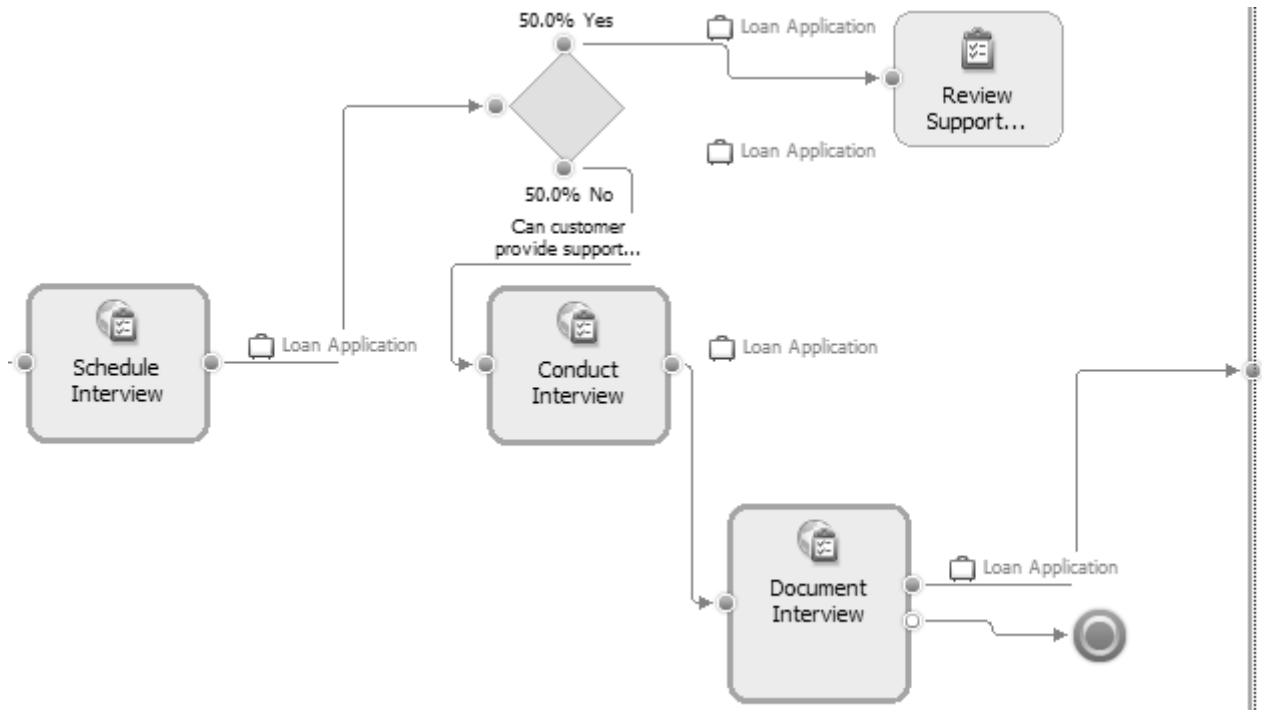 50.0% Yes
Loan Application
Review
Support...
Loan Application
50.0% No
Can customer
provide support...
Schedule
Interview
Loan Application
Conduct
Interview
Loan Application
Document
Interview
Loan Application